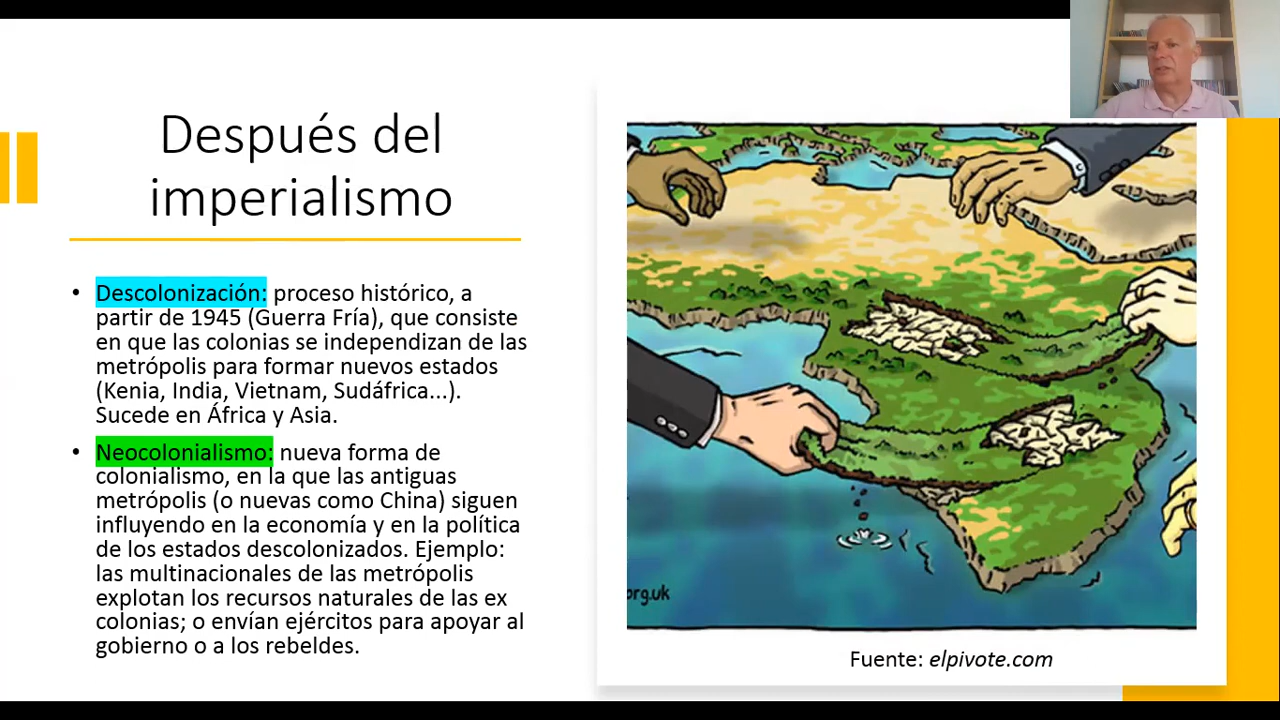 Después del
imperialismo
• Descolonización: proceso histórico, a
partir de 1945 (Guerra Fría), que consiste
en que las colonias se independizan de las
metrópolis para formar nuevos estados
(Kenia, India, Vietnam, Sudáfrica...).
Sucede en África y Asia.
• Neocolonialismo: nueva forma de
colonialismo, en la que las antiguas
metrópolis (o nuevas como China) siguen
influyendo en la economía y en la política
de los estados descolonizados. Ejemplo:
las multinacionales de las metrópolis
explotan los recursos naturales de las ex
colonias; o envían ejércitos para apoyar al
gobierno o a los rebeldes.
org.uk
Fuente: elpivote.com